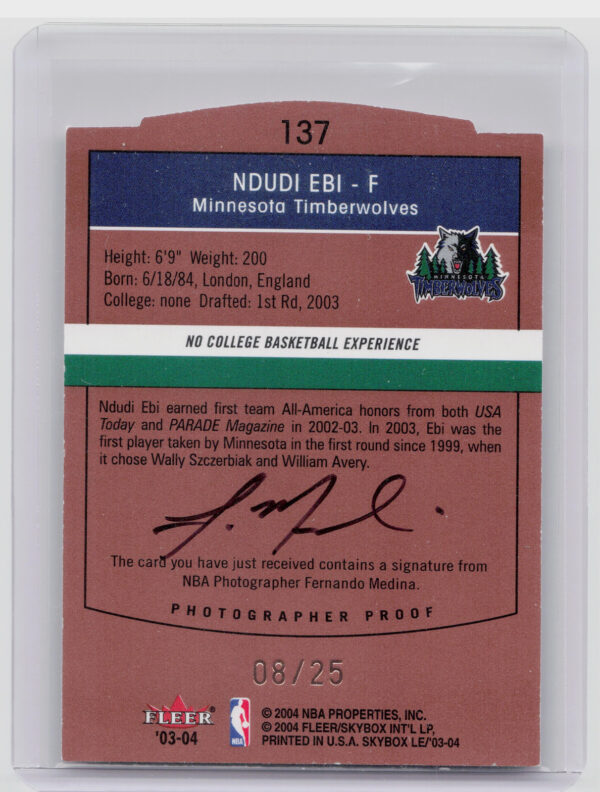 137
NDUDI EBI - F
Minnesota Timberwolves
Height: 6'9" Weight: 200
Born: 6/18/84, London, England
College: none Drafted: 1st Rd, 2003
MINNESOTA
TIMBERWOLVES
NO COLLEGE BASKETBALL EXPERIENCE
Ndudi Ebi earned first team All-America honors from both USA
Today and PARADE Magazine in 2002-03. In 2003, Ebi was the
first player taken by Minnesota in the first round since 1999, when
it chose Wally Szczerbiak and William Avery.
The card you have just received contains a signature from
NBA Photographer Fernando Medina.
PHOTOGRAPHER PROOF
08/25
FLEER
'03-04
NBA
© 2004 NBA PROPERTIES, INC.
© 2004 FLEER/SKYBOX INT'L LP,
PRINTED IN U.S.A. SKYBOX LE/'03-04